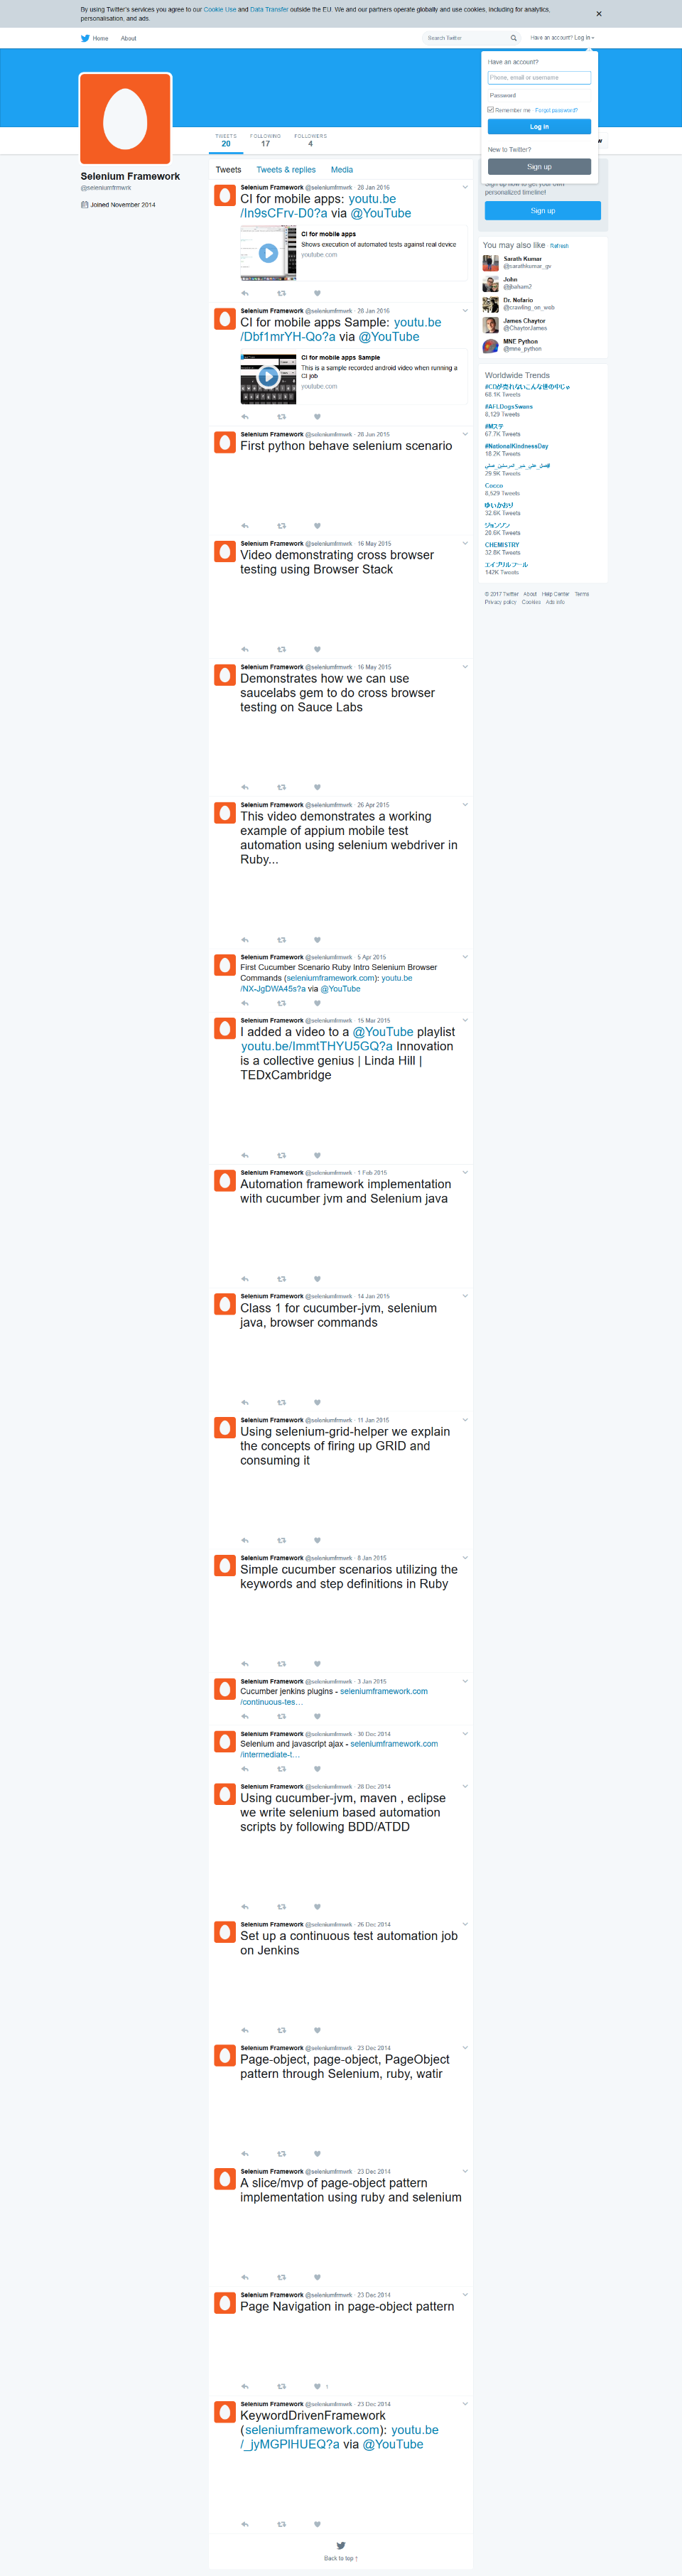 By using Twitter's services you agree to our Cookie Use and Data Transfer outside the EU. We and our partners operate globally and use cookies, including for analytics,
personalisation, and ads.
Home About
Search Twitter
Have an account? Log in
Have an account?
Phone, email or username
Password
Remember me · Forgot password?
Log in
New to Twitter?
Sign up
TWEETS
20
FOLLOWING
17
FOLLOWERS
4
Selenium Framework
@seleniumfrmwrk
Joined November 2014
Tweets Tweets & replies Media
Selenium Framework @seleniumfrmwrk · 28 Jan 2016
CI for mobile apps: youtu.be
/In9sCFrv-D0?a via @YouTube
CI for mobile apps
Shows execution of automated tests against real device
youtube.com
Selenium Framework @seleniumfrmwrk · 28 Jan 2016
CI for mobile apps Sample: youtu.be
/Dbf1mrYH-Qo?a via @YouTube
CI for mobile apps Sample
This is a sample recorded android video when running a
CI job
youtube.com
Selenium Framework @seleniumfrmwrk · 28 Jun 2015
First python behave selenium scenario
Selenium Framework @seleniumfrmwrk · 16 May 2015
Video demonstrating cross browser
testing using Browser Stack
Selenium Framework @seleniumfrmwrk · 16 May 2015
Demonstrates how we can use
saucelabs gem to do cross browser
testing on Sauce Labs
Selenium Framework @seleniumfrmwrk · 26 Apr 2015
This video demonstrates a working
example of appium mobile test
automation using selenium webdriver in
Ruby...
Selenium Framework @seleniumfrmwrk · 5 Apr 2015
First Cucumber Scenario Ruby Intro Selenium Browser
Commands (seleniumframework.com): youtu.be
/NX-JgDWA45s?a via @YouTube
Selenium Framework @seleniumfrmwrk · 15 Mar 2015
I added a video to a @YouTube playlist
youtu.be/ImmtTHYU5GQ?a Innovation
is a collective genius | Linda Hill |
TEDxCambridge
Selenium Framework @seleniumfrmwrk · 1 Feb 2015
Automation framework implementation
with cucumber jvm and Selenium java
Selenium Framework @seleniumfrmwrk · 14 Jan 2015
Class 1 for cucumber-jvm, selenium
java, browser commands
Selenium Framework @seleniumfrmwrk · 11 Jan 2015
Using selenium-grid-helper we explain
the concepts of firing up GRID and
consuming it
Selenium Framework @seleniumfrmwrk · 8 Jan 2015
Simple cucumber scenarios utilizing the
keywords and step definitions in Ruby
Selenium Framework @seleniumfrmwrk · 3 Jan 2015
Cucumber jenkins plugins - seleniumframework.com
/continuous-tes…
Selenium Framework @seleniumfrmwrk · 30 Dec 2014
Selenium and javascript ajax - seleniumframework.com
/intermediate-t…
Selenium Framework @seleniumfrmwrk · 28 Dec 2014
Using cucumber-jvm, maven , eclipse
we write selenium based automation
scripts by following BDD/ATDD
Selenium Framework @seleniumfrmwrk · 26 Dec 2014
Set up a continuous test automation job
on Jenkins
Selenium Framework @seleniumfrmwrk · 23 Dec 2014
Page-object, page-object, PageObject
pattern through Selenium, ruby, watir
Selenium Framework @seleniumfrmwrk · 23 Dec 2014
A slice/mvp of page-object pattern
implementation using ruby and selenium
Selenium Framework @seleniumfrmwrk · 23 Dec 2014
Page Navigation in page-object pattern
1
Selenium Framework @seleniumfrmwrk · 23 Dec 2014
KeywordDrivenFramework
(seleniumframework.com): youtu.be
/_jyMGPlHUEQ?a via @YouTube
Back to top ↑
Sign up now to get your own
personalized timeline!
Sign up
You may also like · Refresh
Sarath Kumar
@sarathkumar_gv
John
@jbaham2
Dr. Nofario
@crawling_on_web
James Chaytor
@ChaytorJames
MNE Python
@mne_python
Worldwide Trends
#CDが売れないこんな世の中じゃ
68.1K Tweets
#AFLDogsSwans
8,129 Tweets
#Mステ
67.7K Tweets
#NationalKindnessDay
18.2K Tweets
29.9K Tweets
Cocco
8,529 Tweets
ゆいかおり
32.6K Tweets
ジョンソン
28.6K Tweets
CHEMISTRY
32.8K Tweets
エイプリルフール
142K Tweets
© 2017 Twitter About Help Center Terms
Privacy policy Cookies Ads info